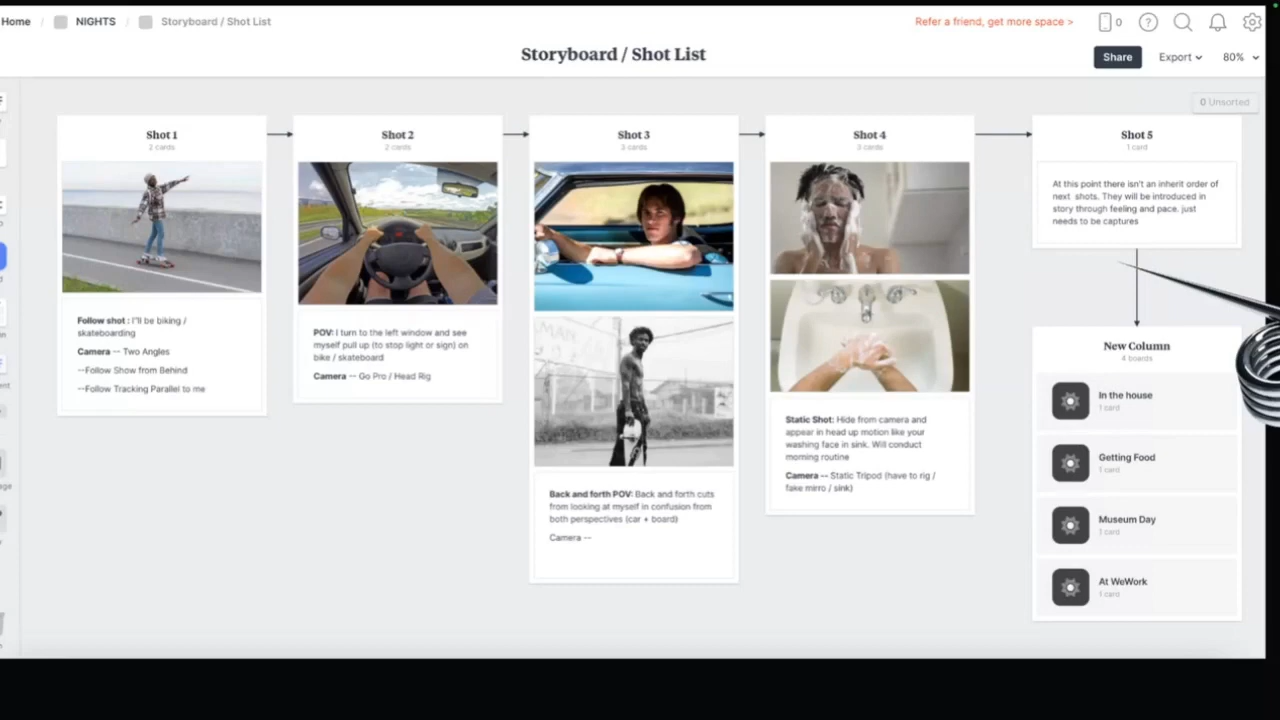 Home / NIGHTS / Storyboard / Shot List
Refer a friend, get more space >
0
?
Storyboard / Shot List
Share
Export
80%
0 Unsorted
Shot 1
2 cards
Follow shot : I"ll be biking /
skateboarding
Camera -- Two Angles
--Follow Show from Behind
--Follow Tracking Parallel to me
Shot 2
2 cards
POV: I turn to the left window and see
myself pull up (to stop light or sign) on
bike / skateboard
Camera -- Go Pro / Head Rig
Shot 3
3 cards
Back and forth POV: Back and forth cuts
from looking at myself in confusion from
both perspectives (car + board)
Camera --
Shot 4
3 cards
Static Shot: Hide from camera and
appear in head up motion like your
washing face in sink. Will conduct
morning routine
Camera -- Static Tripod (have to rig /
fake mirro / sink)
Shot 5
1 card
At this point there isn't an inherit order of
next shots. They will be introduced in
story through feeling and pace, just
needs to be captures
New Column
4 boards
In the house
1 card
Getting Food
1 card
Museum Day
1 card
At WeWork
1 card